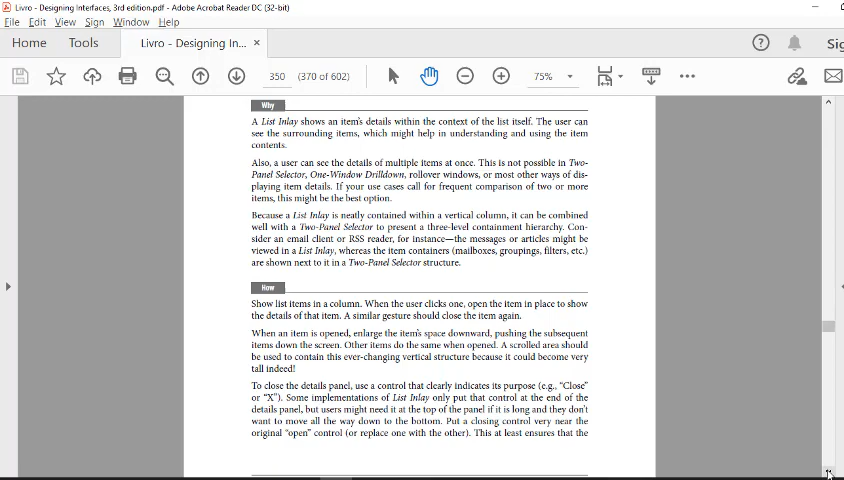 Livro - Designing Interfaces, 3rd edition.pdf - Adobe Acrobat Reader DC (32-bit)
File Edit View Sign Window Help
Home Tools Livro - Designing In... ×
350 (370 of 602) 75%
Why
A List Inlay shows an item's details within the context of the list itself. The user can
see the surrounding items, which might help in understanding and using the item
contents.
Also, a user can see the details of multiple items at once. This is not possible in Two-
Panel Selector, One-Window Drilldown, rollover windows, or most other ways of dis-
playing item details. If your use cases call for frequent comparison of two or more
items, this might be the best option.
Because a List Inlay is neatly contained within a vertical column, it can be combined
well with a Two-Panel Selector to present a three-level containment hierarchy. Con-
sider an email client or RSS reader, for instance—the messages or articles might be
viewed in a List Inlay, whereas the item containers (mailboxes, groupings, filters, etc.)
are shown next to it in a Two-Panel Selector structure.
How
Show list items in a column. When the user clicks one, open the item in place to show
the details of that item. A similar gesture should close the item again.
When an item is opened, enlarge the item's space downward, pushing the subsequent
items down the screen. Other items do the same when opened. A scrolled area should
be used to contain this ever-changing vertical structure because it could become very
tall indeed!
To close the details panel, use a control that clearly indicates its purpose (e.g., “Close”
or “X”). Some implementations of List Inlay only put that control at the end of the
details panel, but users might need it at the top of the panel if it is long and they don't
want to move all the way down to the bottom. Put a closing control very near the
original “open” control (or replace one with the other). This at least ensures that the